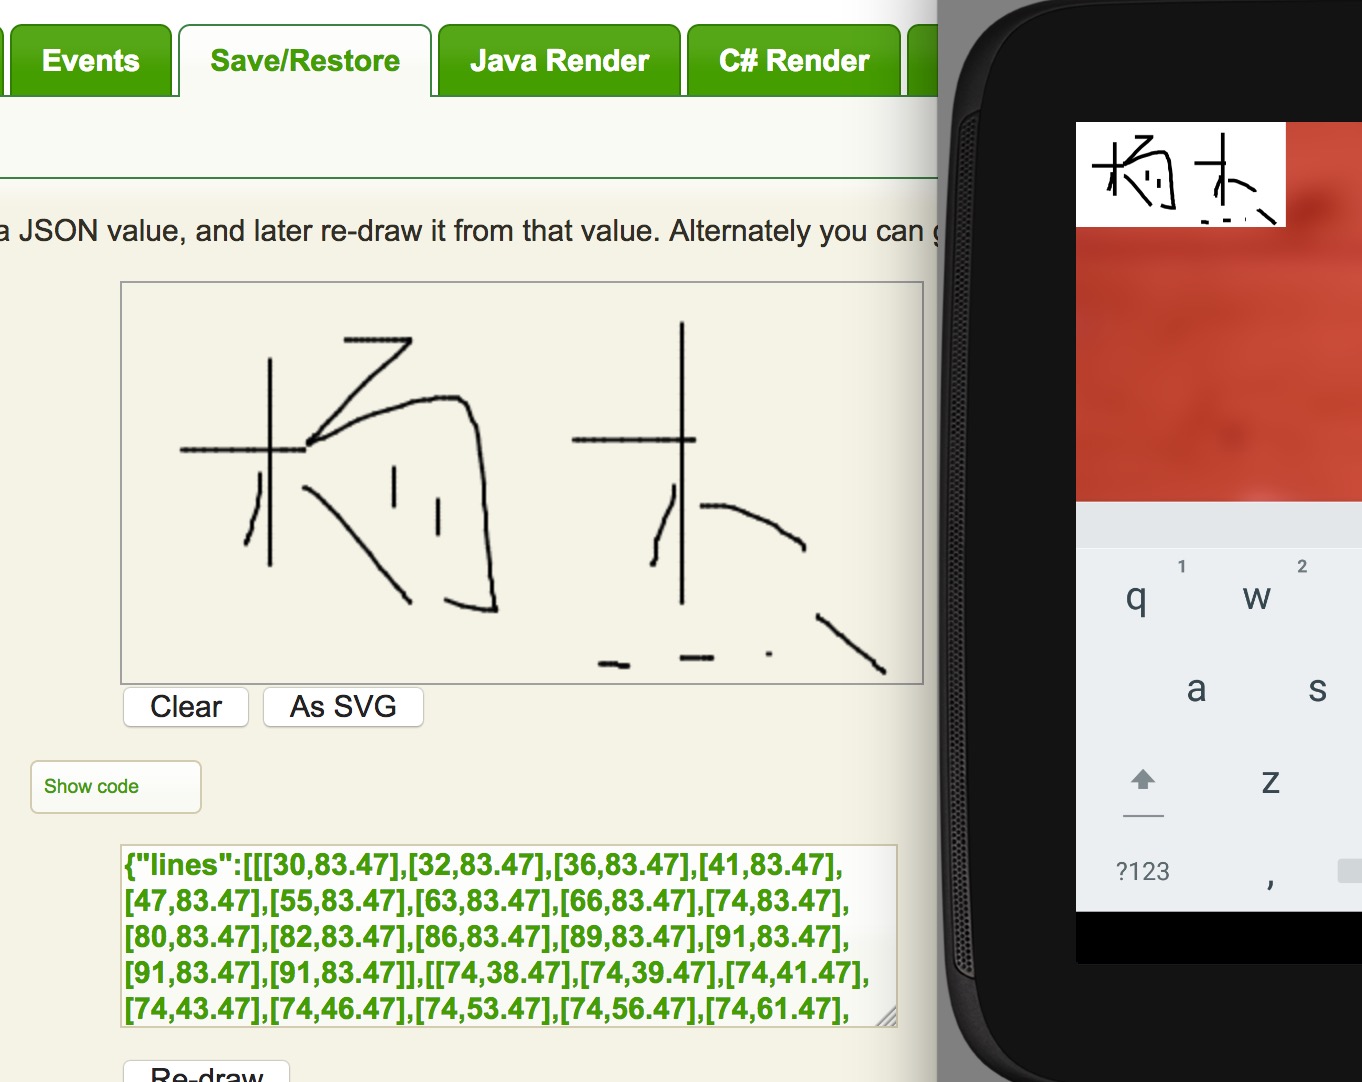 Events Save/Restore Java Render C# Render
a JSON value, and later re-draw it from that value. Alternately you can
Clear As SVG
Show code
{"lines":[[[30,83.47],[32,83.47],[36,83.47],[41,83.47],
[47,83.47],[55,83.47],[63,83.47],[66,83.47],[74,83.47],
[80,83.47],[82,83.47],[86,83.47],[89,83.47],[91,83.47],
[91,83.47],[91,83.47]],[[74,38.47],[74,39.47],[74,41.47],
[74,43.47],[74,46.47],[74,53.47],[74,56.47],[74,61.47],
Re-draw
1 2
q w
a s
z
?123 ,